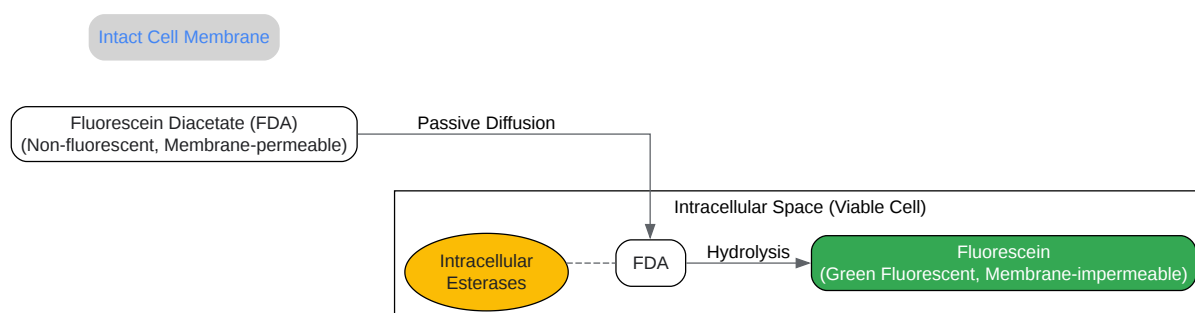 Intact Cell Membrane
Fluorescein Diacetate (FDA)
(Non-fluorescent, Membrane-permeable)
Passive Diffusion
Intracellular Space (Viable Cell)
Intracellular
Esterases
FDA
Hydrolysis
Fluorescein
(Green Fluorescent, Membrane-impermeable)